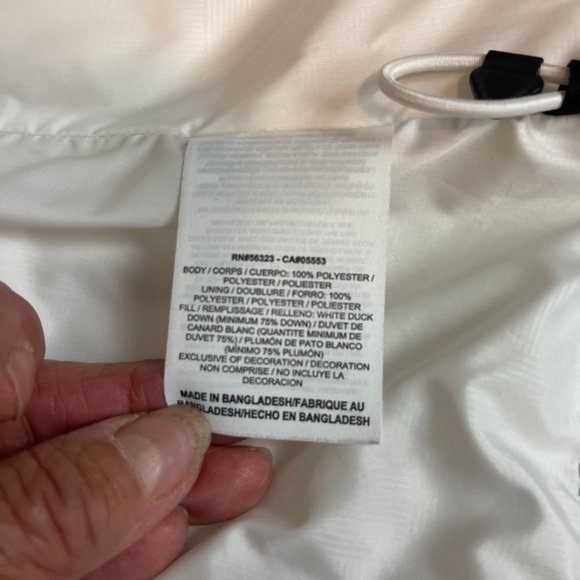 RN#56323 - CA#05553
BODY / CORPS / CUERPO: 100% POLYESTER /
POLYESTER / POLIESTER
LINING / DOUBLURE / FORRO: 100%
POLYESTER / POLYESTER / POLIESTER
FILL / REMPLISSAGE / RELLENO: WHITE DUCK
DOWN (MINIMUM 75% DOWN) / DUVET DE
CANARD BLANC (QUANTITE MINIMUM DE
DUVET 75%) / PLUMÓN DE PATO BLANCO
(MÍNIMO 75% PLUMÓN)
EXCLUSIVE OF DECORATION / DECORATION
NON COMPRISE / NO INCLUYE LA
DECORACION
MADE IN BANGLADESH/FABRIQUE AU
BANGLADESH/HECHO EN BANGLADESH